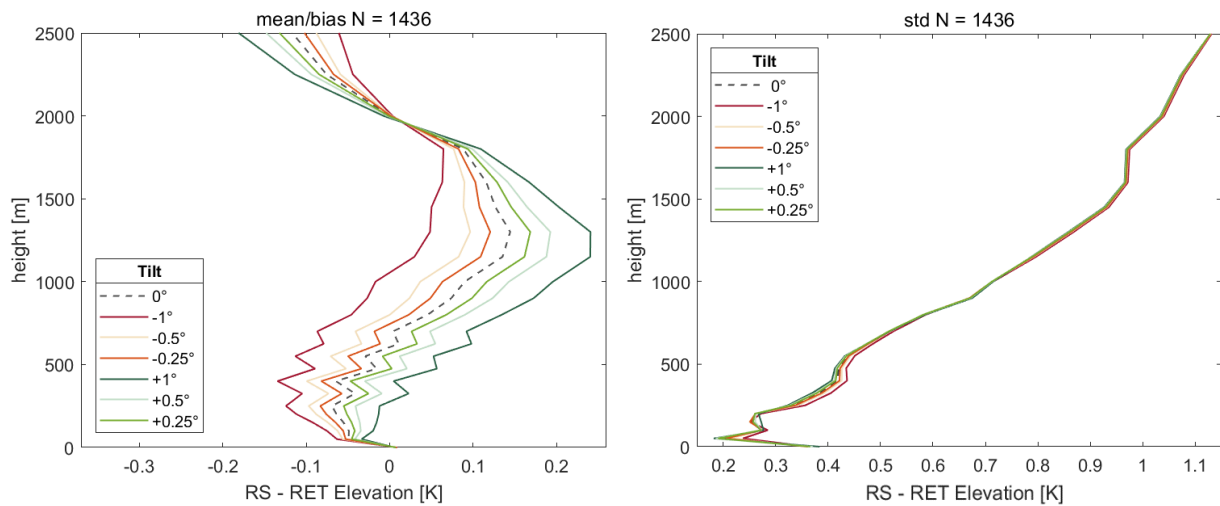 mean/bias N = 1436
2500
2000
1500
1000
500
0
height [m]
-0.3 -0.2 -0.1 0 0.1 0.2
RS - RET Elevation [K]
Tilt
0°
-1°
-0.5°
-0.25°
+1°
+0.5°
+0.25°
std N = 1436
2500
2000
1500
1000
500
0
height [m]
0.2 0.3 0.4 0.5 0.6 0.7 0.8 0.9 1 1.1
RS - RET Elevation [K]
Tilt
0°
-1°
-0.5°
-0.25°
+1°
+0.5°
+0.25°